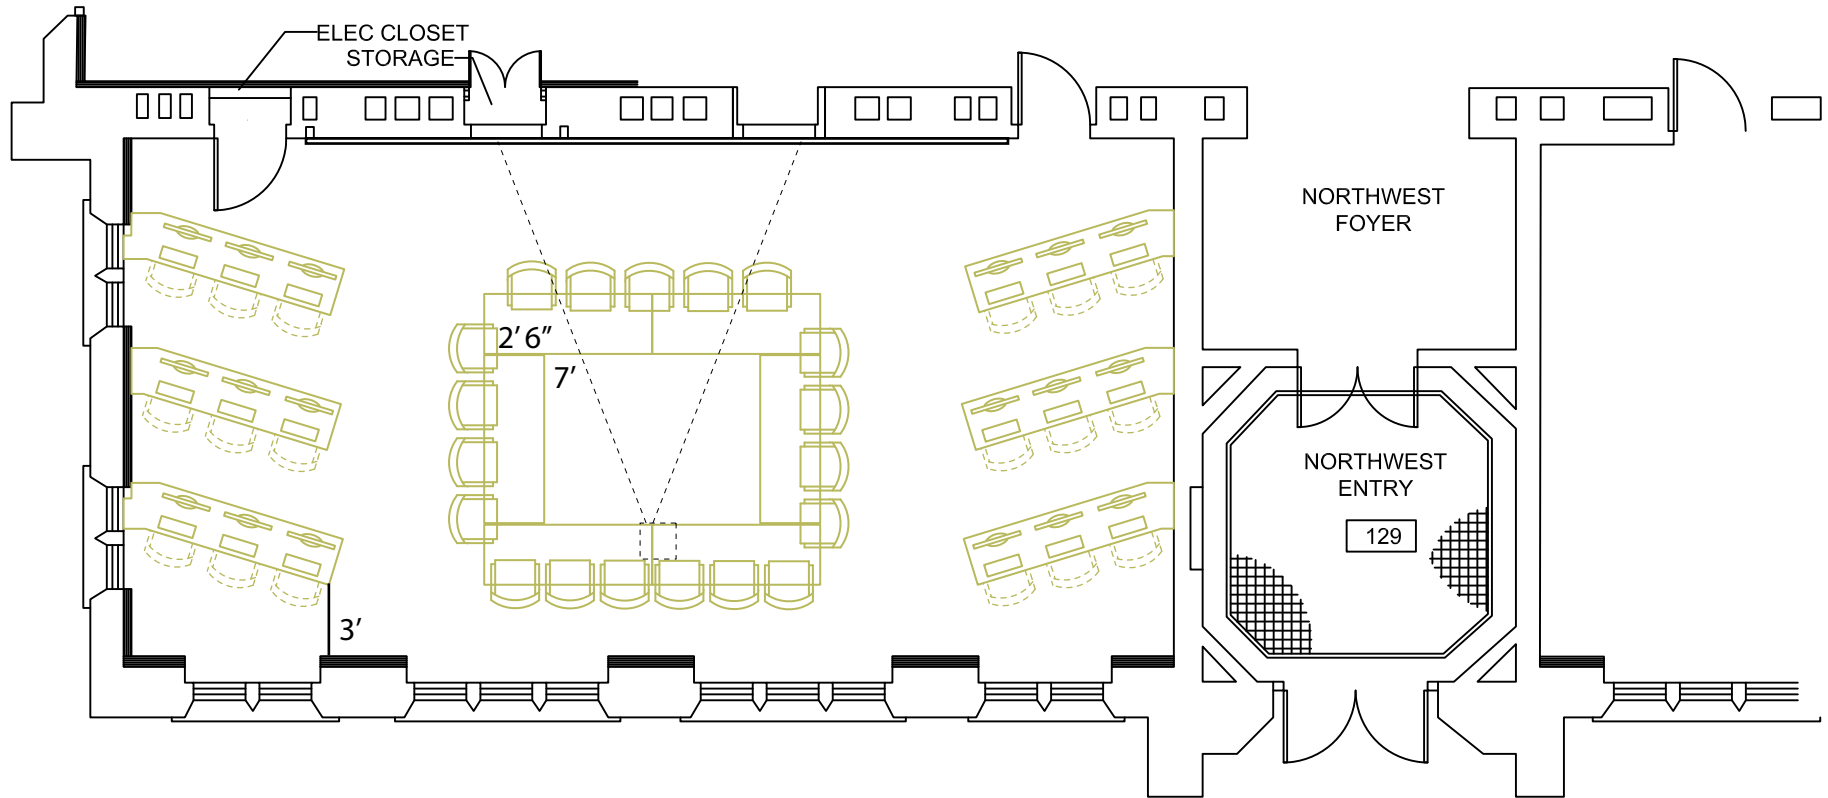 ELEC CLOSET
STORAGE
NORTHWEST
FOYER
2’ 6”
7’
NORTHWEST
ENTRY
129
3’